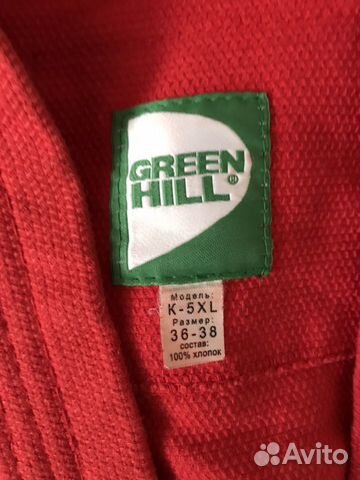 GREEN
HILL®
Модель:
K-5XL
Размер:
36-38
состав:
100% хлопок
Avito